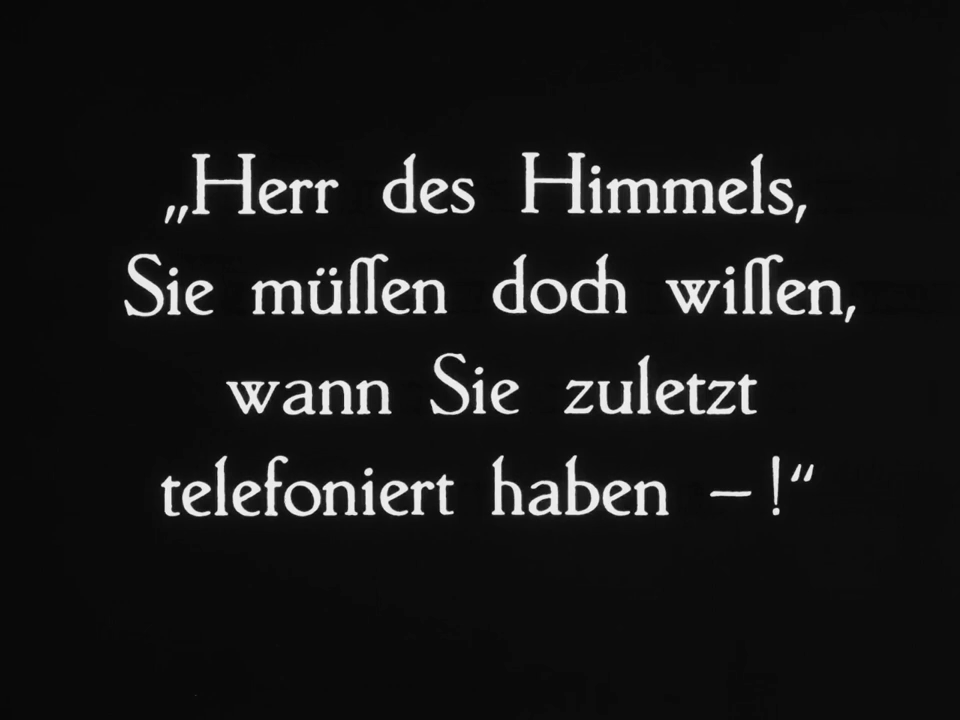 „Herr des Himmels,
Sie müſſen doch wiſſen,
wann Sie zuletzt
telefoniert haben – !“